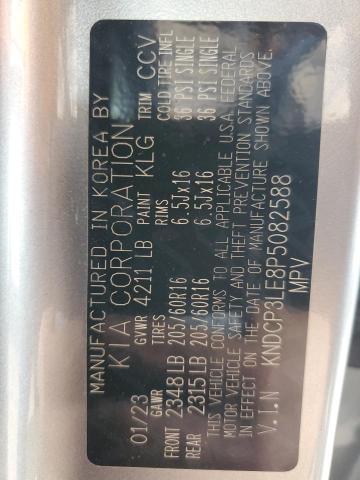 MANUFACTURED IN KOREA BY
KIA CORPORATION
01/23 GVWR 4211 LB PAINT KLG TRIM CCV
GAWR TIRES RIMS COLD TIRE INFL
FRONT 2348 LB 205/60R16 6.5JX16 36 PSI SINGLE
REAR 2315 LB 205/60R16 6.5JX16 36 PSI SINGLE
THIS VEHICLE CONFORMS TO ALL APPLICABLE U.S.A. FEDERAL
MOTOR VEHICLE SAFETY AND THEFT PREVENTION STANDARDS
IN EFFECT ON THE DATE OF MANUFACTURE SHOWN ABOVE.
V.I.N KNDCP3LE8P5082588
MPV